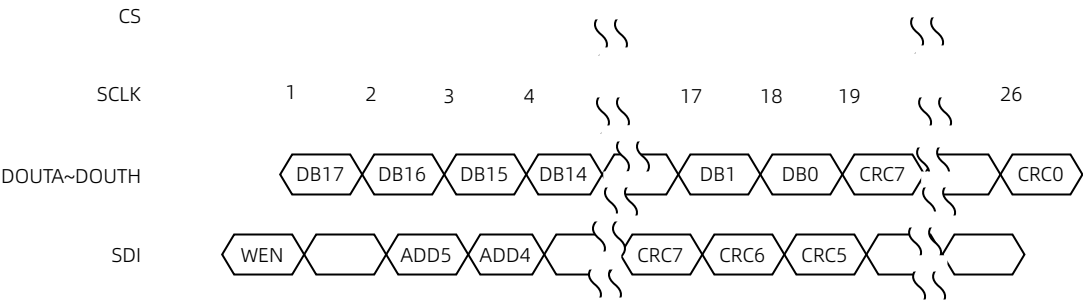 CS
SCLK 1 2 3 4 17 18 19 26
DOUTA~DOUTH DB17 DB16 DB15 DB14 DB1 DB0 CRC7 CRC0
SDI WEN ADD5 ADD4 CRC7 CRC6 CRC5